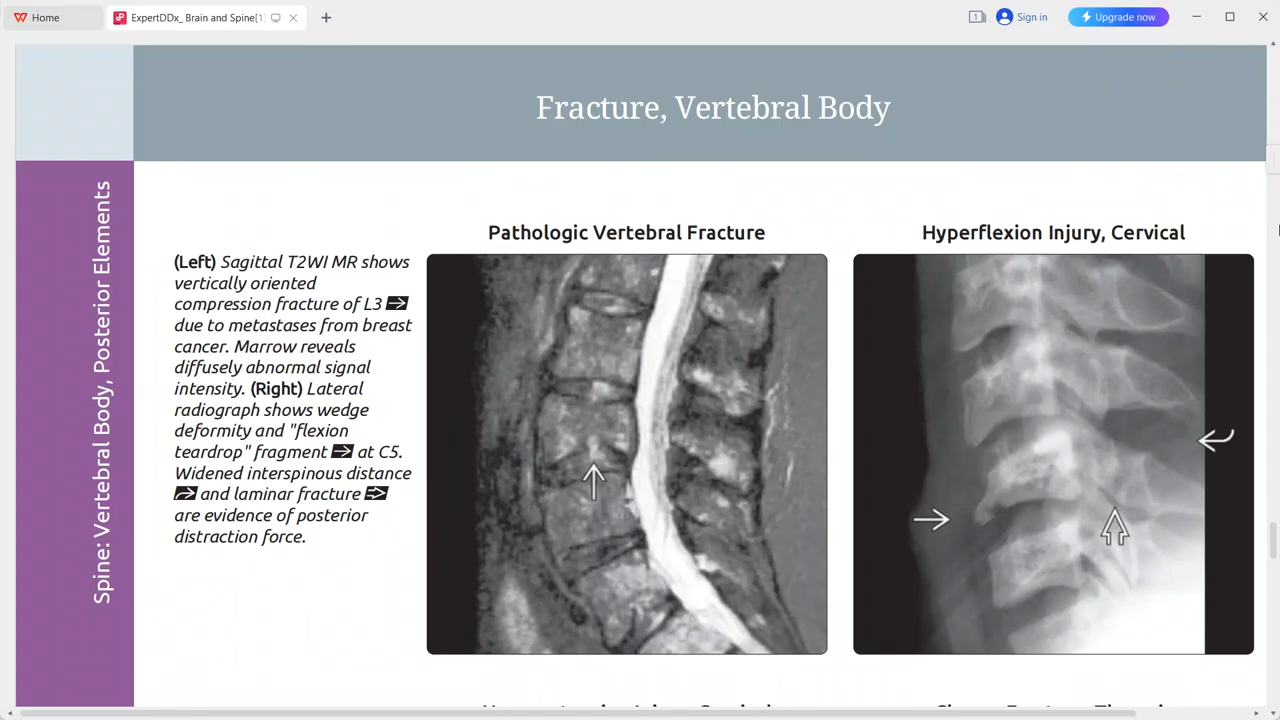 Home
ExpertDDx_ Brain and Spine[1]
1
Sign in
Upgrade now
Fracture, Vertebral Body
Spine: Vertebral Body, Posterior Elements
Pathologic Vertebral Fracture
Hyperflexion Injury, Cervical
(Left) Sagittal T2WI MR shows
vertically oriented
compression fracture of L3
due to metastases from breast
cancer. Marrow reveals
diffusely abnormal signal
intensity. (Right) Lateral
radiograph shows wedge
deformity and "flexion
teardrop" fragment at C5.
Widened interspinous distance
and laminar fracture
are evidence of posterior
distraction force.